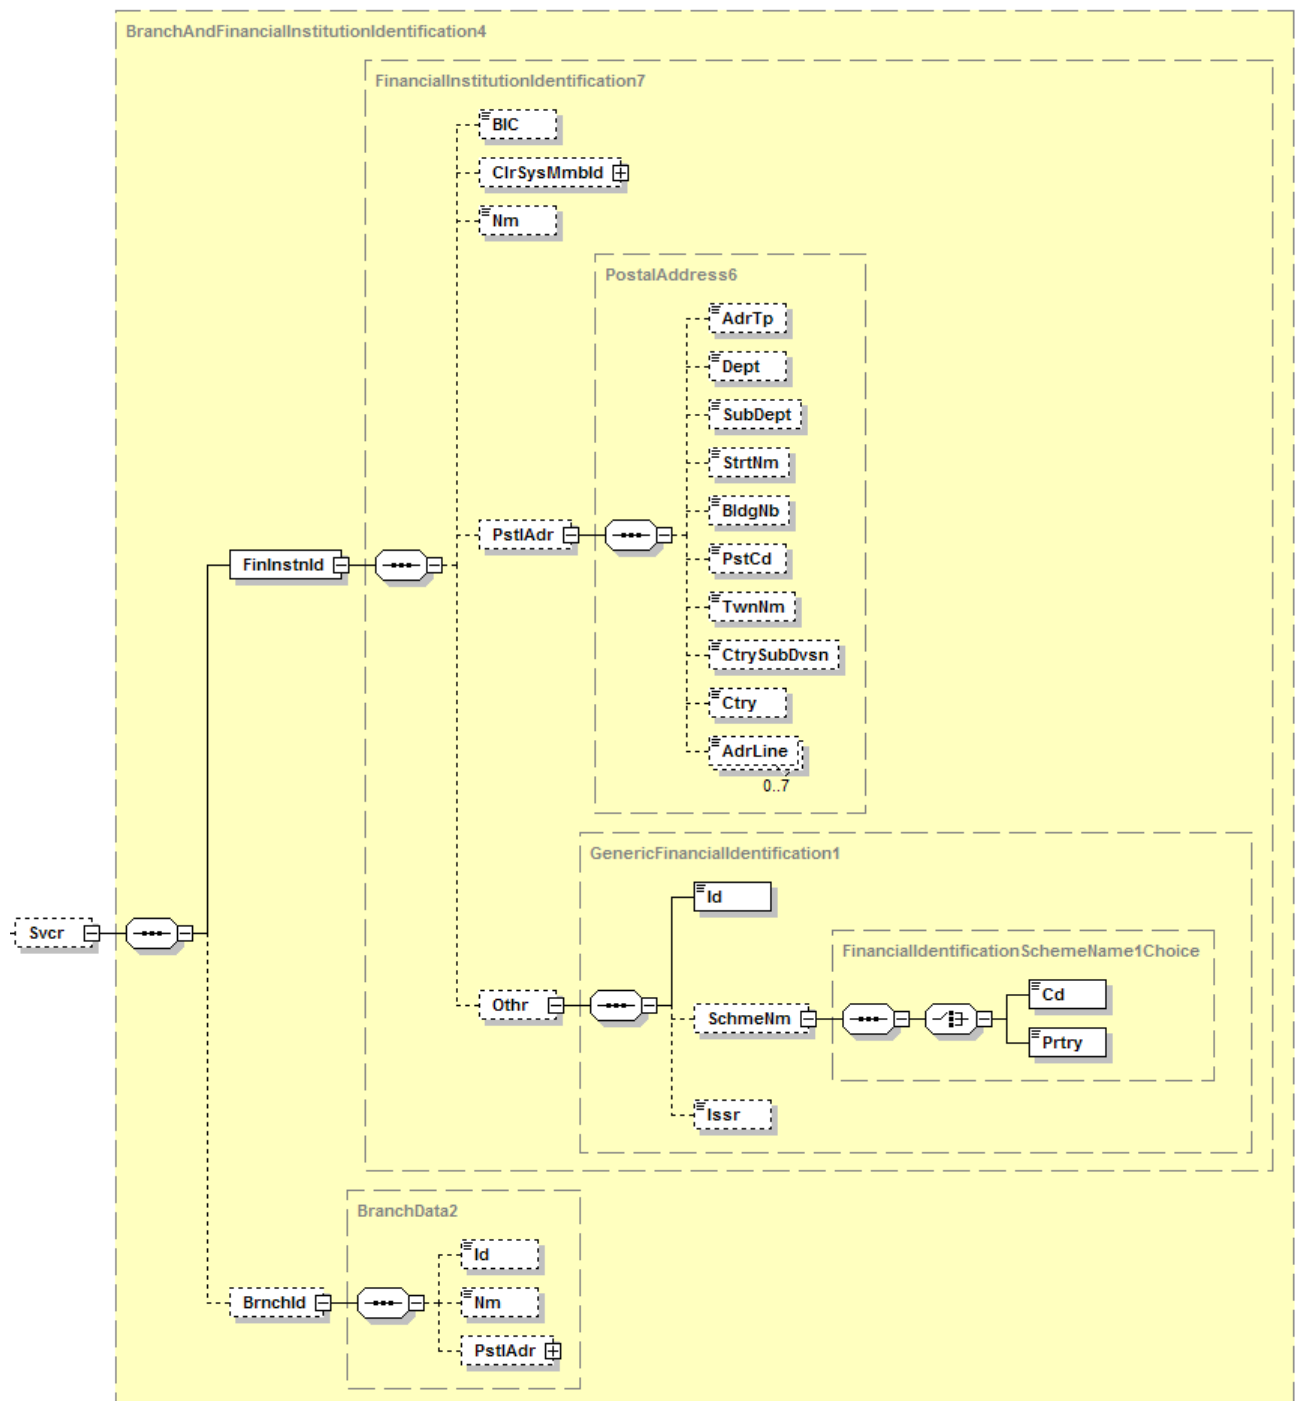 BranchAndFinancialInstitutionIdentification4
FinancialInstitutionIdentification7
BIC
ClrSysMmbId
Nm
PostalAddress6
AdrTp
Dept
SubDept
StrtNm
BldgNb
PstlAdr
PstCd
FinInstnId
TwnNm
CtrySubDvsn
Ctry
AdrLine
0..7
GenericFinancialIdentification1
Id
Svcr
FinancialIdentificationSchemeName1Choice
Cd
Othr
SchmeNm
Prtry
Issr
BranchData2
Id
BrnchId
Nm
PstlAdr